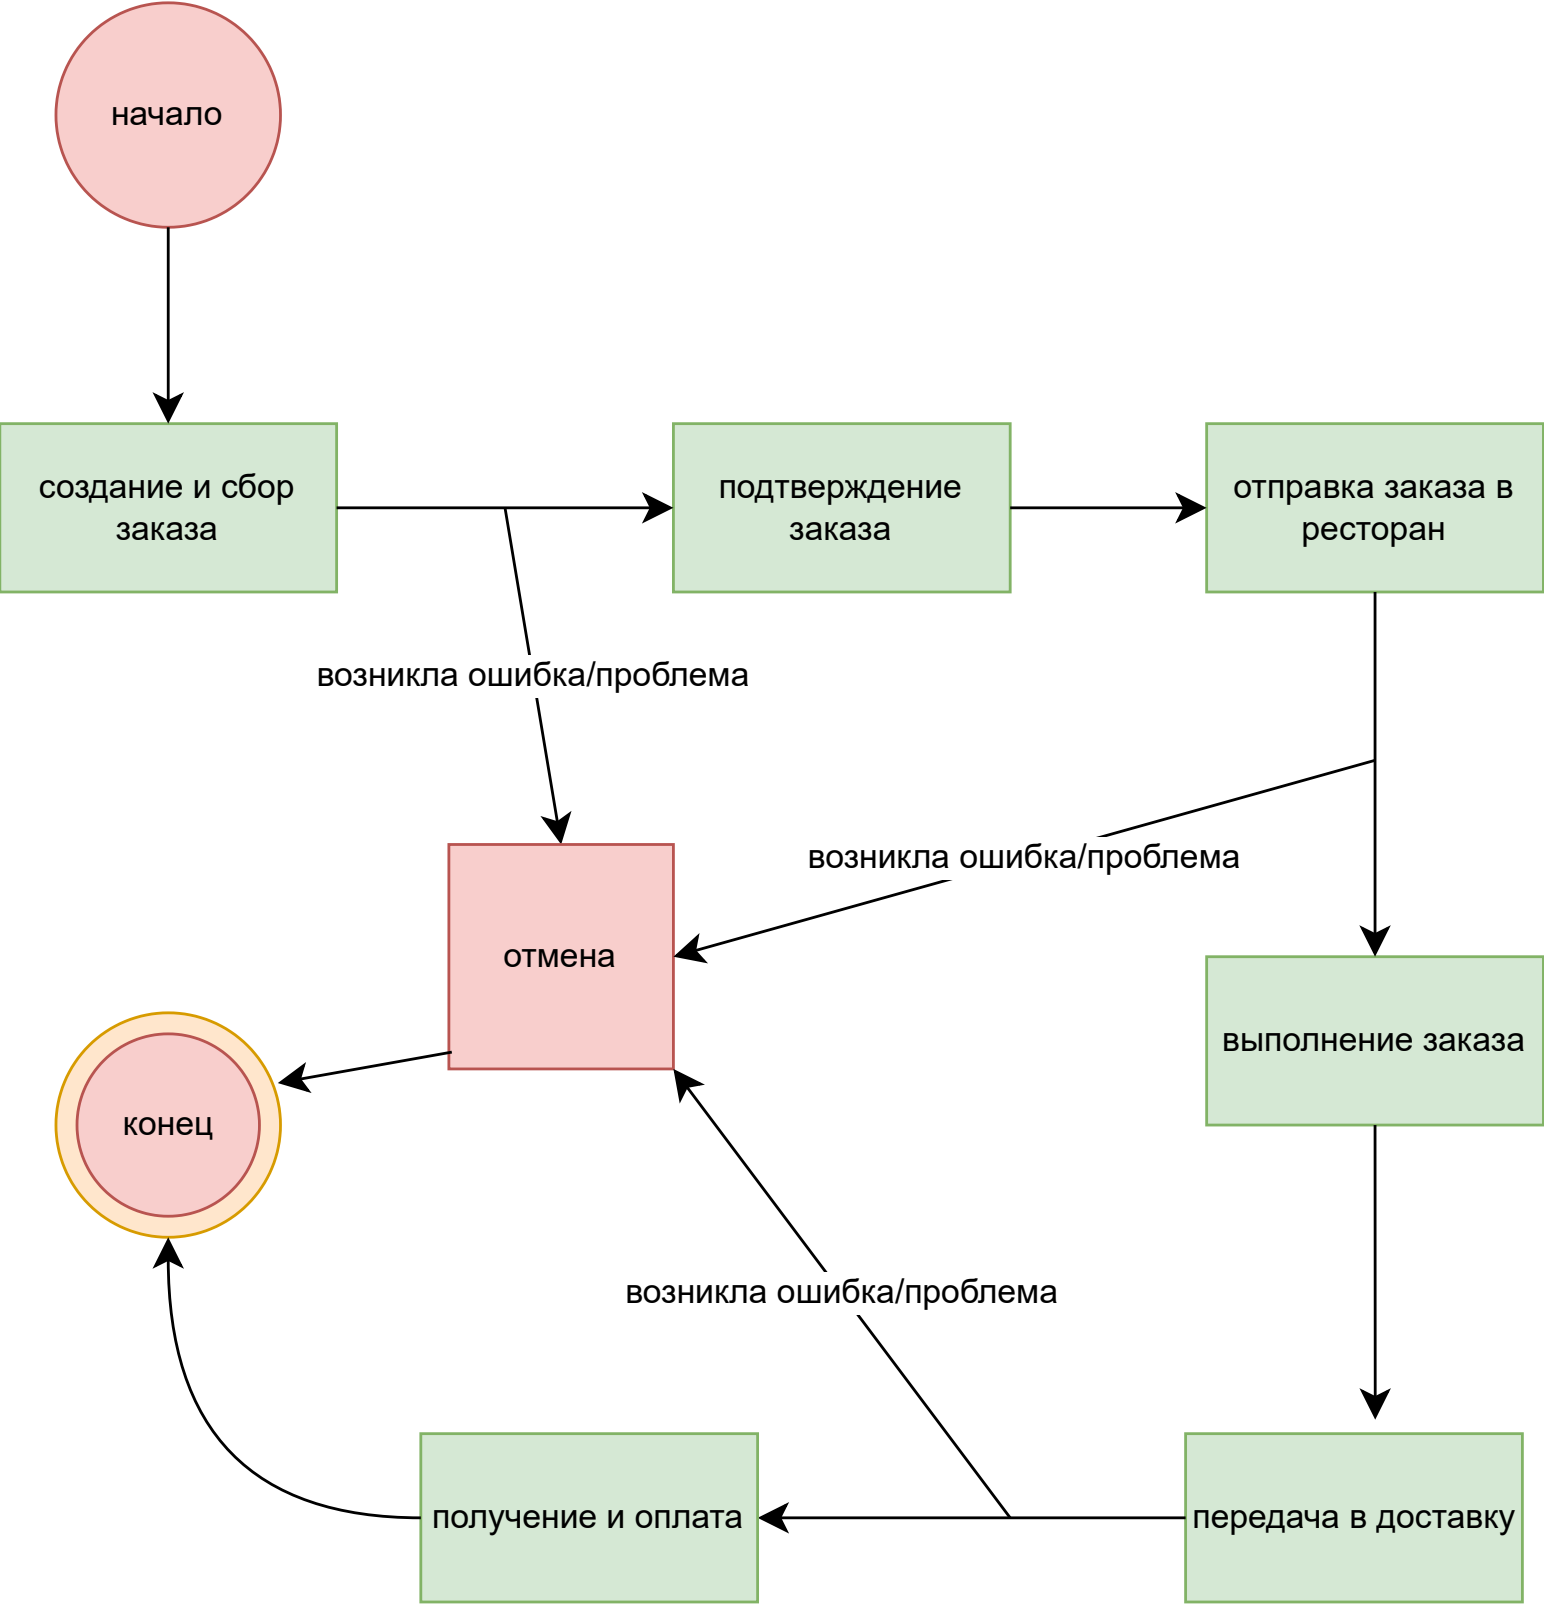 начало
создание и сбор
заказа
подтверждение
заказа
отправка заказа в
ресторан
возникла ошибка/проблема
возникла ошибка/проблема
отмена
выполнение заказа
конец
возникла ошибка/проблема
получение и оплата
передача в доставку